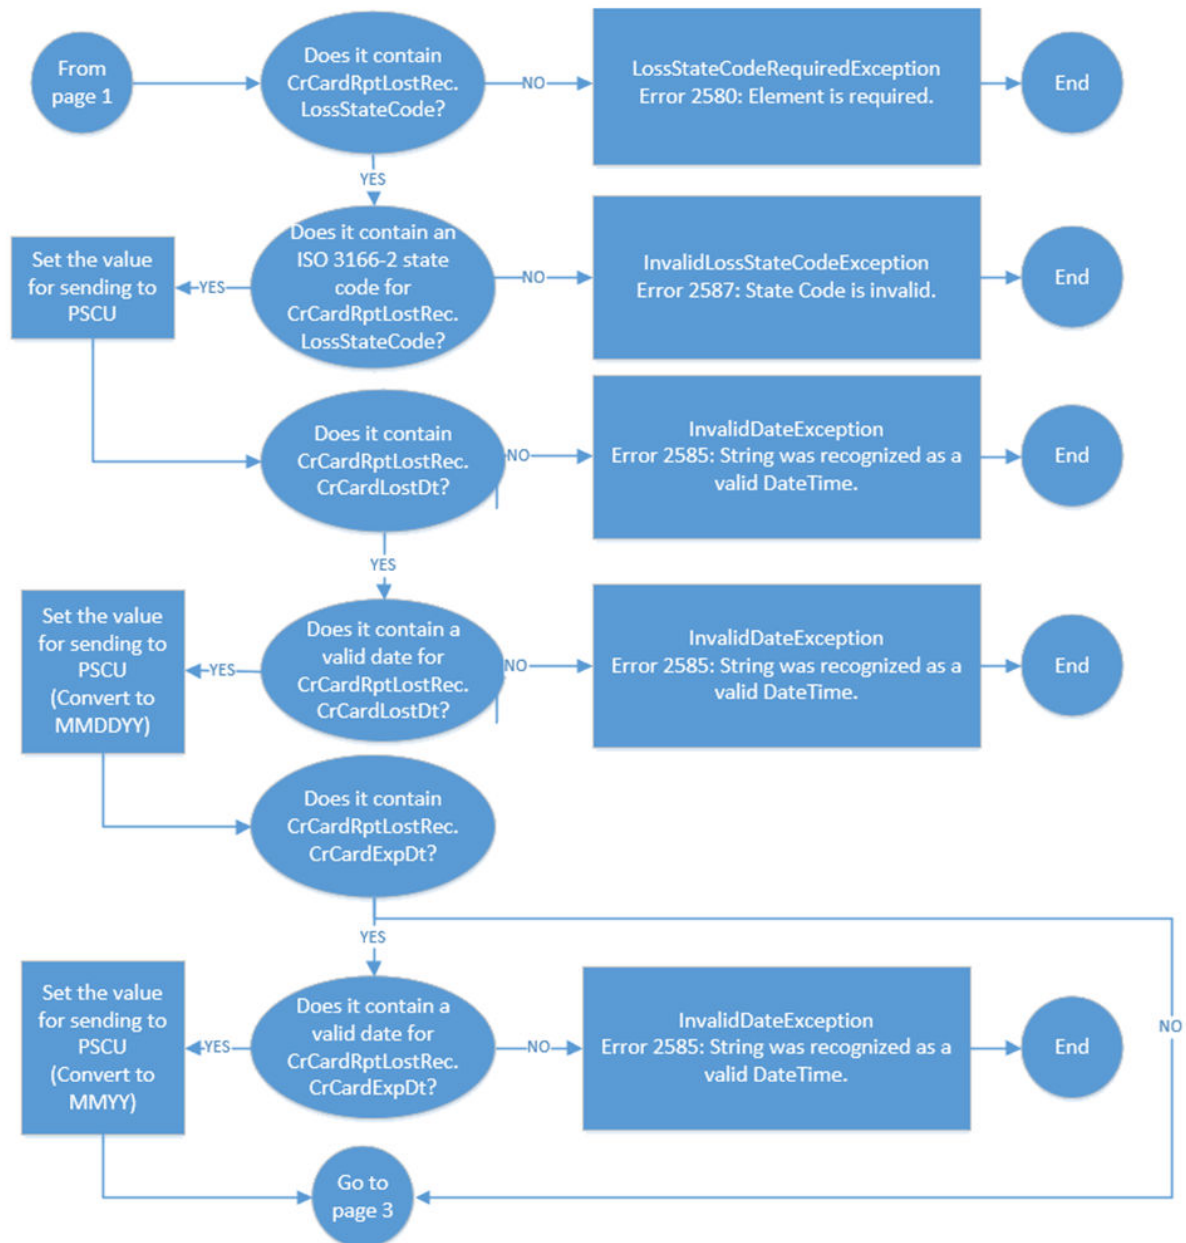 From
page 1
Does it contain
CrCardRptLostRec.
LossStateCode?
NO
LossStateCodeRequiredException
Error 2580: Element is required.
End
YES
Set the value
for sending to
PSCU
YES
Does it contain an
ISO 3166-2 state
code for
CrCardRptLostRec.
LossStateCode?
NO
InvalidLossStateCodeException
Error 2587: State Code is invalid.
End
Does it contain
CrCardRptLostRec.
CrCardLostDt?
NO
InvalidDateException
Error 2585: String was recognized as a
valid DateTime.
End
YES
Set the value
for sending to
PSCU
(Convert to
MMDDYY)
YES
Does it contain a
valid date for
CrCardRptLostRec.
CrCardLostDt?
NO
InvalidDateException
Error 2585: String was recognized as a
valid DateTime.
End
Does it contain
CrCardRptLostRec.
CrCardExpDt?
YES
NO
Set the value
for sending to
PSCU
(Convert to
MMYY)
YES
Does it contain a
valid date for
CrCardRptLostRec.
CrCardExpDt?
NO
InvalidDateException
Error 2585: String was recognized as a
valid DateTime.
End
Go to
page 3